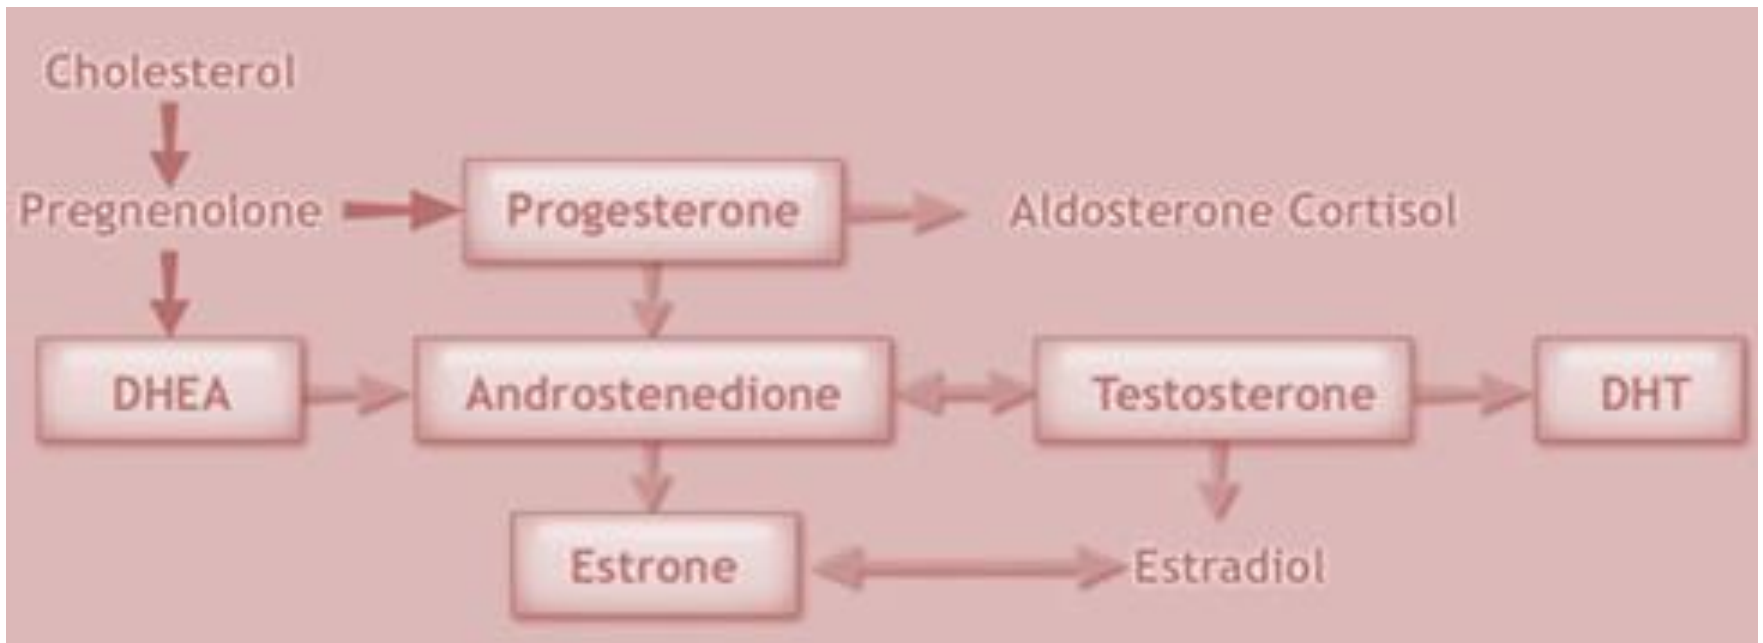 Cholesterol
Pregnenolone
Progesterone
Aldosterone Cortisol
DHEA
Androstenedione
Testosterone
DHT
Estrone
Estradiol